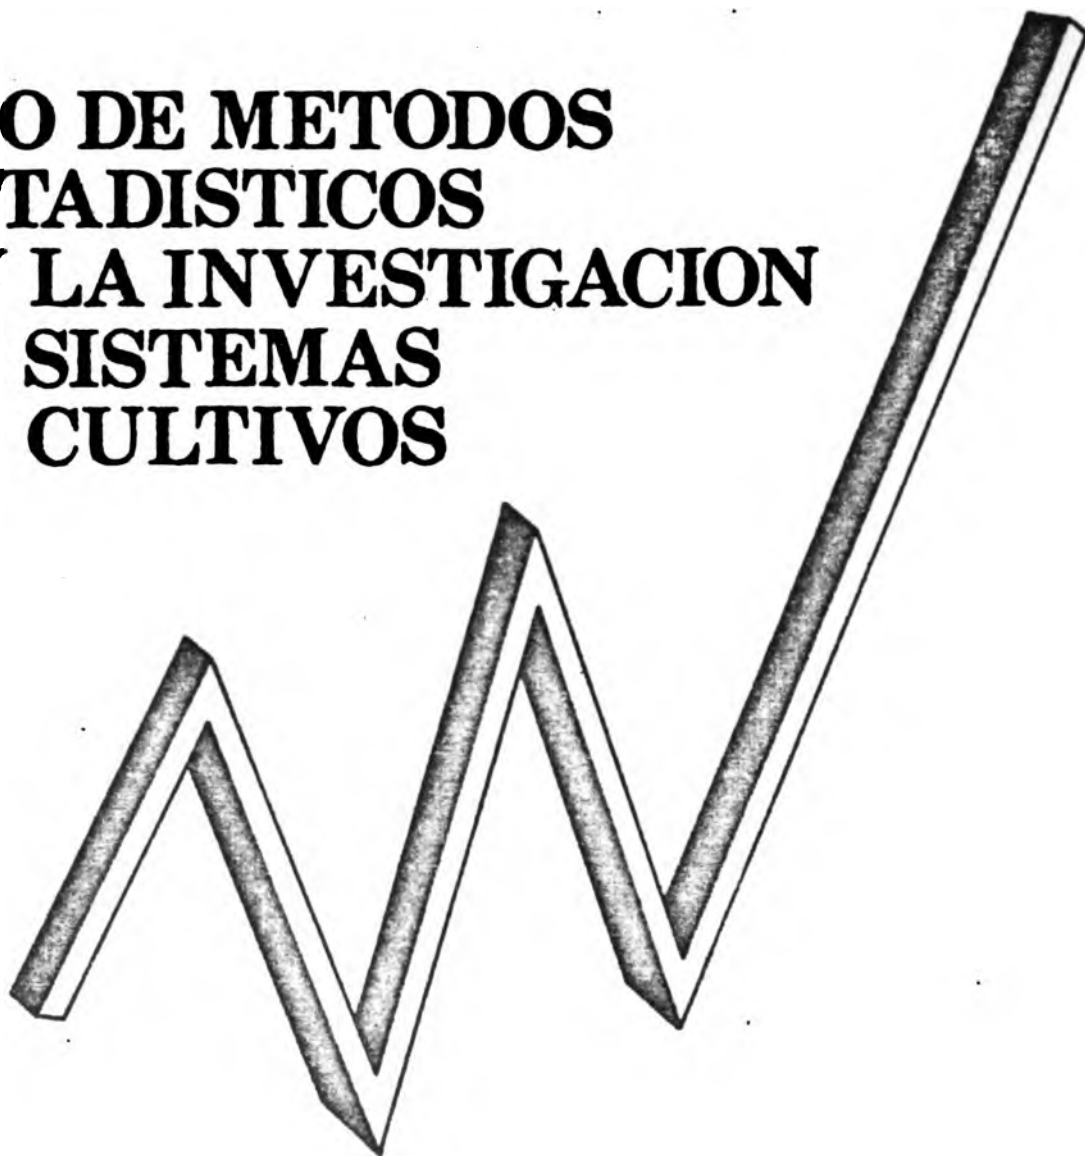 O DE METODOS
TADISTICOS
LA INVESTIGACION
SISTEMAS
CULTIVOS